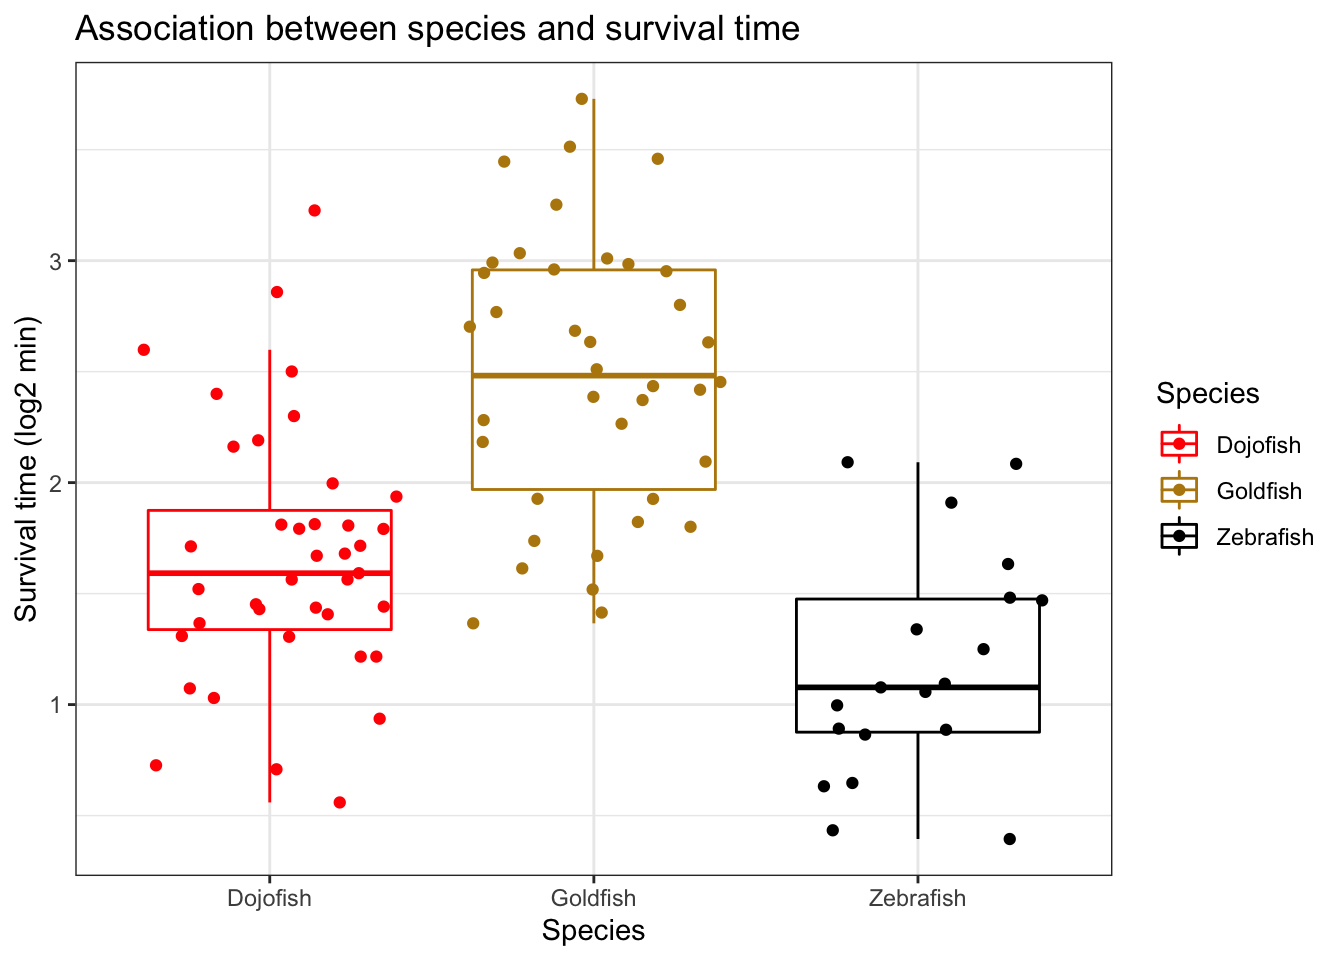 Association between species and survival time
Survival time (log2 min)
3
2
1
Dojofish
Goldfish
Zebrafish
Species
Species
Dojofish
Goldfish
Zebrafish